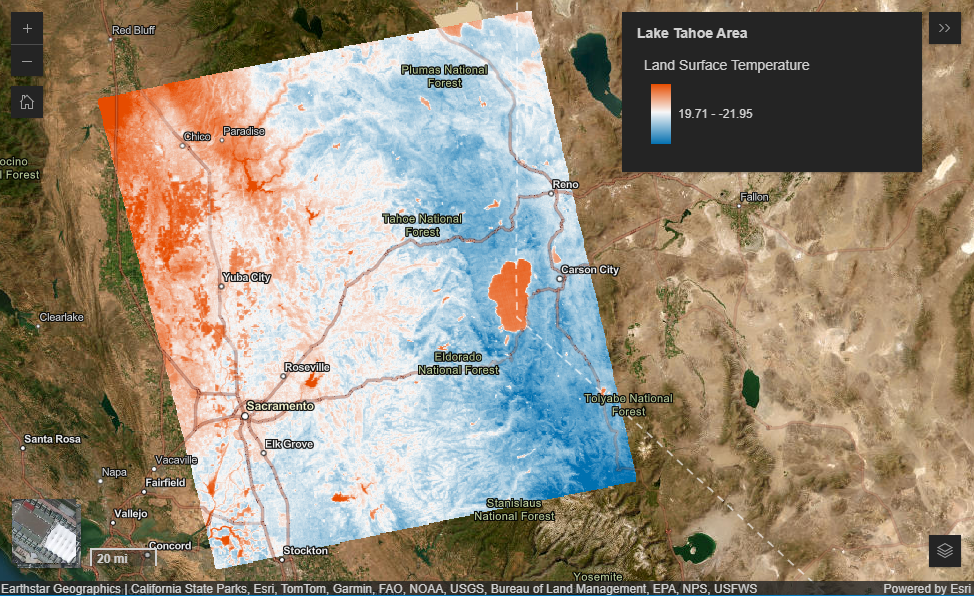 Red Bluff
Lake Tahoe Area
Plumas National
Forest
Land Surface Temperature
19.71 - -21.95
Chico
Paradise
ocino
l Forest
Reno
Fallon
Tahoe National
Forest
Carson City
Yuba City
Clearlake
Eldorado
National Forest
Roseville
Toiyabe National
Forest
Sacramento
Santa Rosa
Elk Grove
Vacaville
Napa
Fairfield
Stanislaus
National Forest
Vallejo
Concord
Stockton
20 mi
Yosemite
Earthstar Geographics | California State Parks, Esri, TomTom, Garmin, FAO, NOAA, USGS, Bureau of Land Management, EPA, NPS, USFWS
Powered by Esri